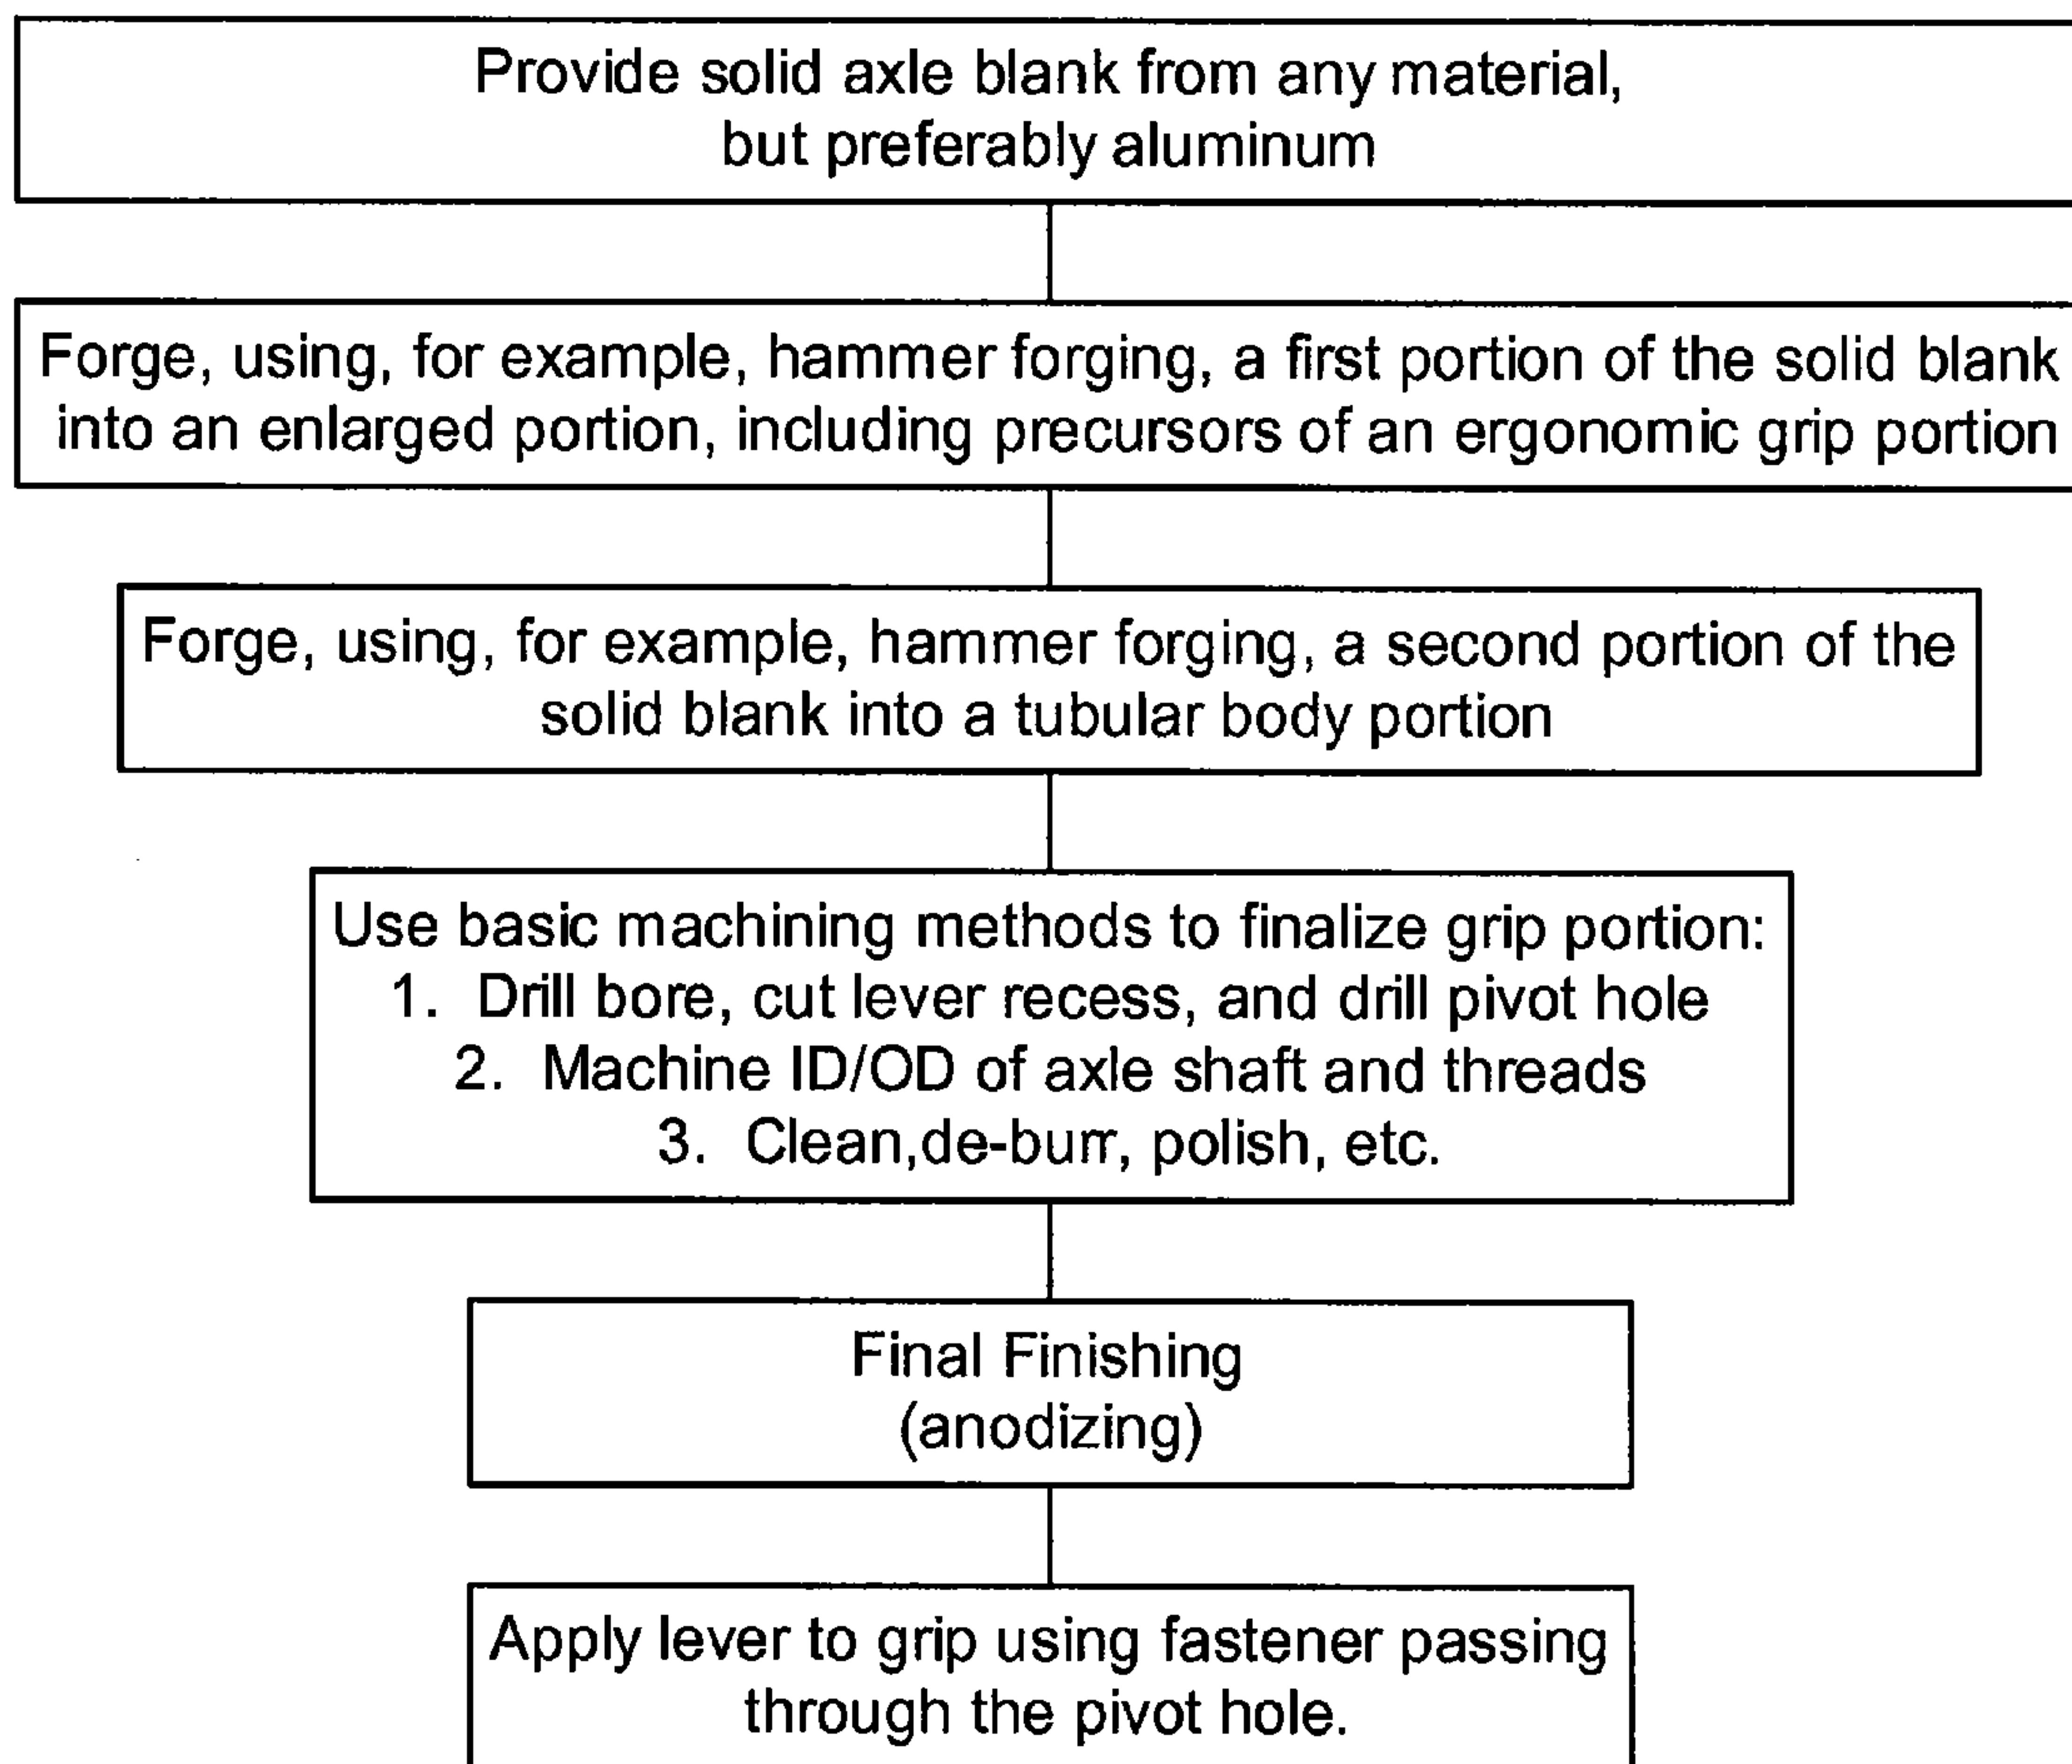 Provide solid axle blank from any material,
but preferably aluminum
Forge, using, for example, hammer forging, a first portion of the solid blank
into an enlarged portion, including precursors of an ergonomic grip portion
Forge, using, for example, hammer forging, a second portion of the
solid blank into a tubular body portion
Use basic machining methods to finalize grip portion:
1. Drill bore, cut lever recess, and drill pivot hole
2. Machine ID/OD of axle shaft and threads
3. Clean,de-burr, polish, etc.
Final Finishing
(anodizing)
Apply lever to grip using fastener passing
through the pivot hole.